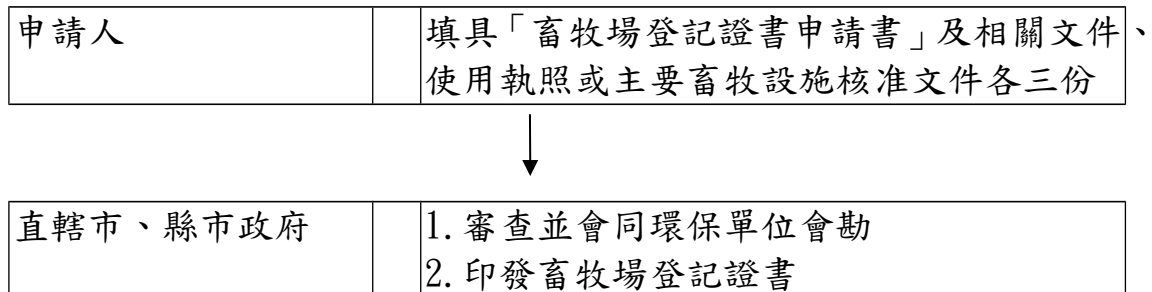 申請人
填具「畜牧場登記證書申請書」及相關文件、
使用執照或主要畜牧設施核准文件各三份
直轄市、縣市政府
1.審查並會同環保單位會勘
2.印發畜牧場登記證書